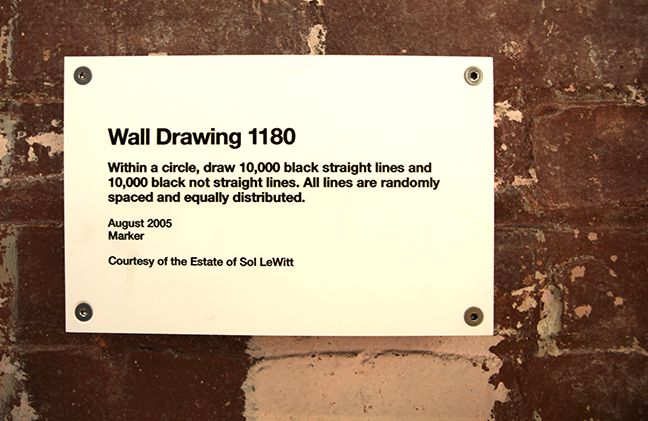 Wall Drawing 1180
Within a circle, draw 10,000 black straight lines and
10,000 black not straight lines. All lines are randomly
spaced and equally distributed.
August 2005
Marker
Courtesy of the Estate of Sol LeWitt